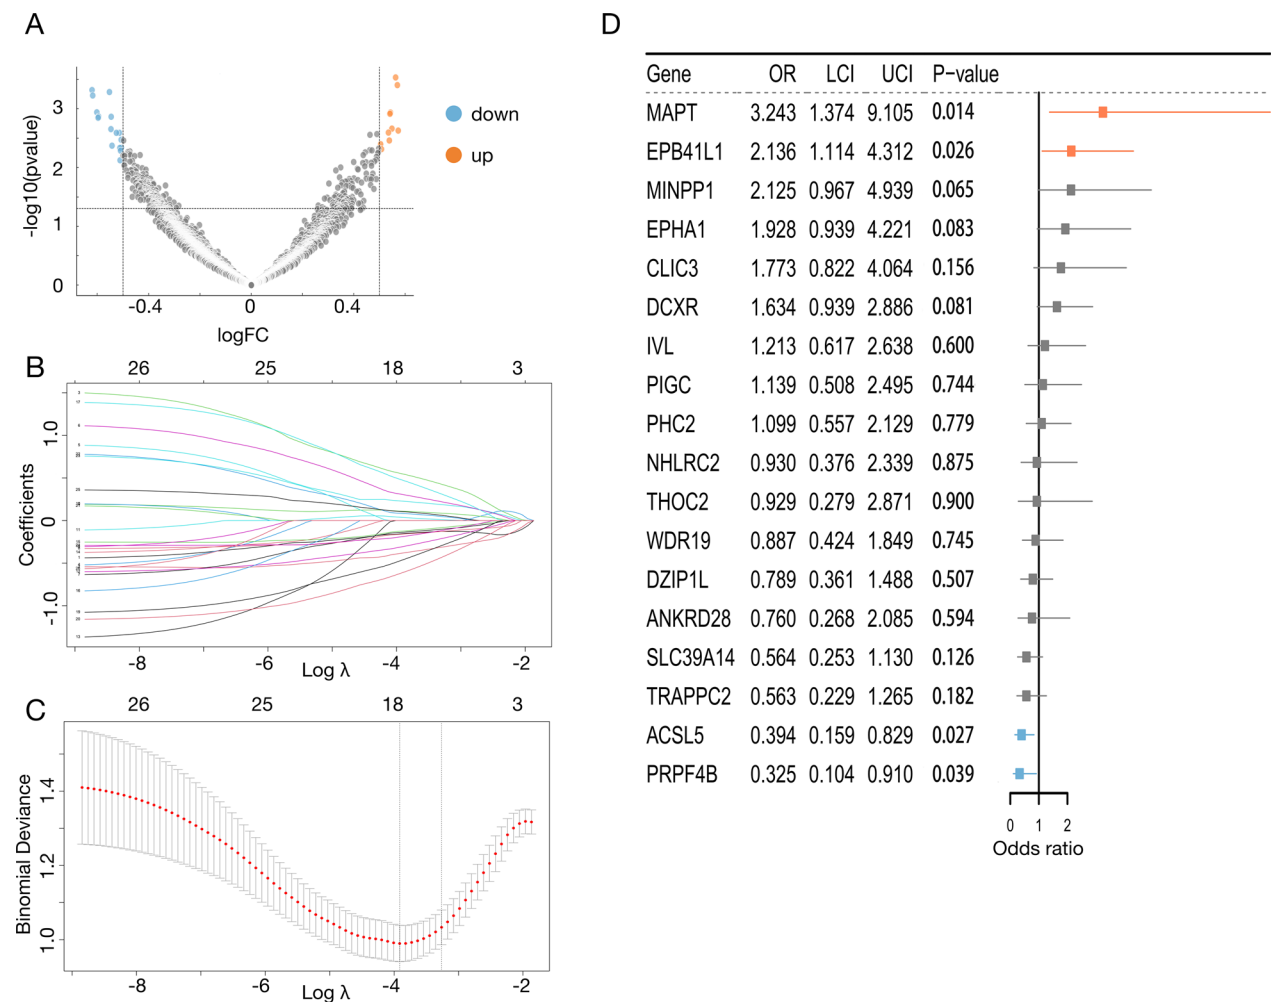 A
-log10(pvalue)
3
2
1
0
-0.4
0
0.4
logFC
down
up
B
26
25
18
3
Coefficients
1.0
0
-1.0
-8
-6
-4
-2
Log λ
C
26
25
18
3
Binomial Deviance
1.4
1.2
1.0
-8
-6
-4
-2
Log λ
D
Gene OR LCI UCI P-value
MAPT 3.243 1.374 9.105 0.014
EPB41L1 2.136 1.114 4.312 0.026
MINPP1 2.125 0.967 4.939 0.065
EPHA1 1.928 0.939 4.221 0.083
CLIC3 1.773 0.822 4.064 0.156
DCXR 1.634 0.939 2.886 0.081
IVL 1.213 0.617 2.638 0.600
PIGC 1.139 0.508 2.495 0.744
PHC2 1.099 0.557 2.129 0.779
NHLRC2 0.930 0.376 2.339 0.875
THOC2 0.929 0.279 2.871 0.900
WDR19 0.887 0.424 1.849 0.745
DZIP1L 0.789 0.361 1.488 0.507
ANKRD28 0.760 0.268 2.085 0.594
SLC39A14 0.564 0.253 1.130 0.126
TRAPPC2 0.563 0.229 1.265 0.182
ACSL5 0.394 0.159 0.829 0.027
PRPF4B 0.325 0.104 0.910 0.039
0 1 2
Odds ratio